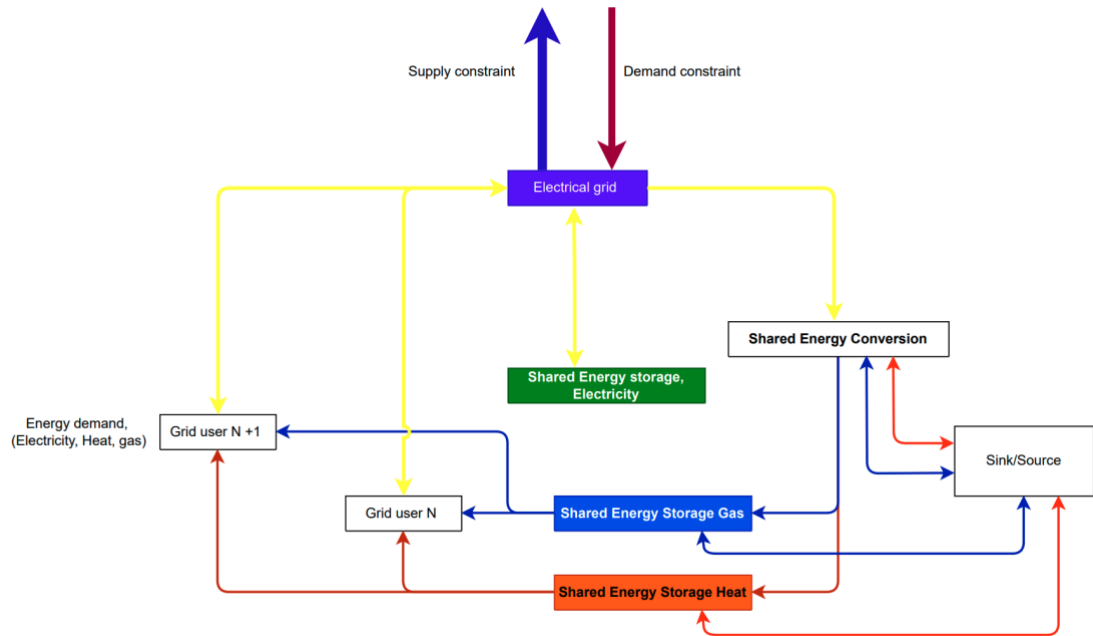 Supply constraint
Demand constraint
Electrical grid
Shared Energy Conversion
Shared Energy storage,
Electricity
Energy demand,
(Electricity, Heat, gas)
Grid user N +1
Sink/Source
Grid user N
Shared Energy Storage Gas
Shared Energy Storage Heat